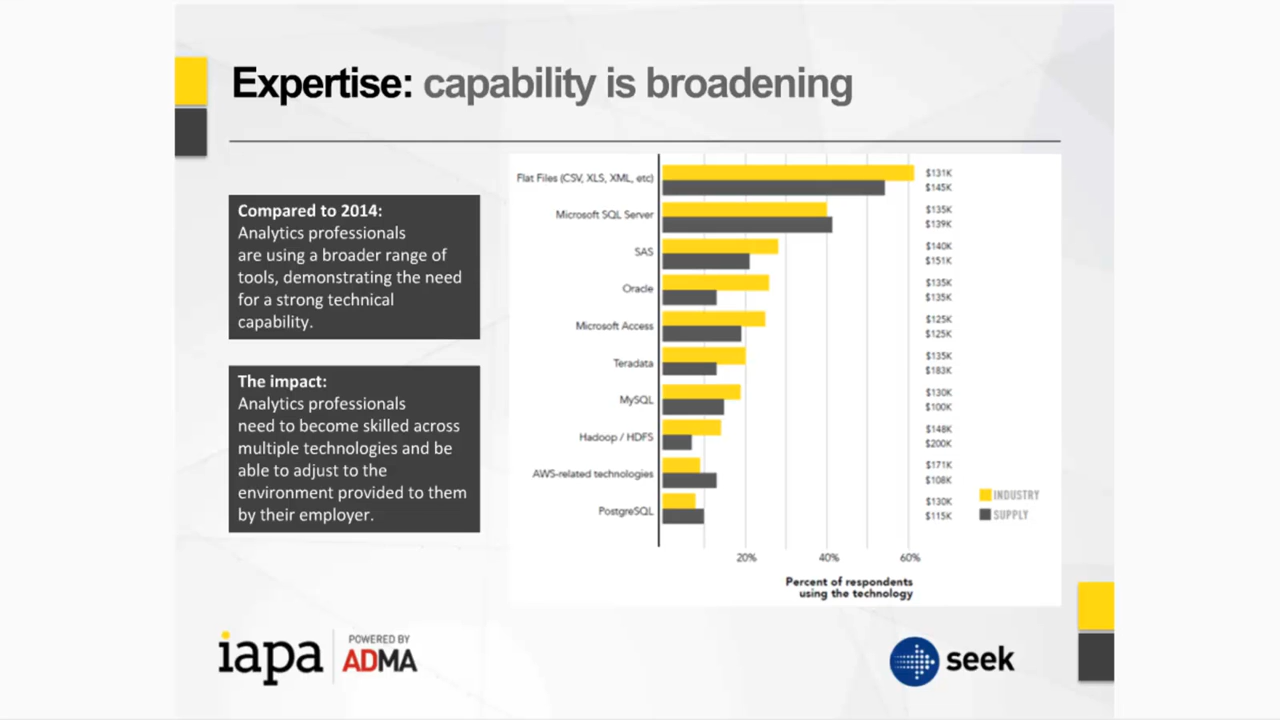 Expertise: capability is broadening
Compared to 2014:
Analytics professionals
are using a broader range of
tools, demonstrating the need
for a strong technical
capability.
The impact:
Analytics professionals
need to become skilled across
multiple technologies and be
able to adjust to the
environment provided to them
by their employer.
Flat Files (CSV, XLS, XML, etc)
$131K
$145K
Microsoft SQL Server
$135K
$139K
SAS
$140K
$151K
Oracle
$135K
$135K
Microsoft Access
$125K
$125K
Teradata
$135K
$183K
MySQL
$130K
$100K
Hadoop / HDFS
$148K
$200K
AWS-related technologies
$171K
$108K
PostgreSQL
$130K
$115K
INDUSTRY
SUPPLY
20% 40% 60%
Percent of respondents
using the technology
iapa
POWERED BY
ADMA
seek